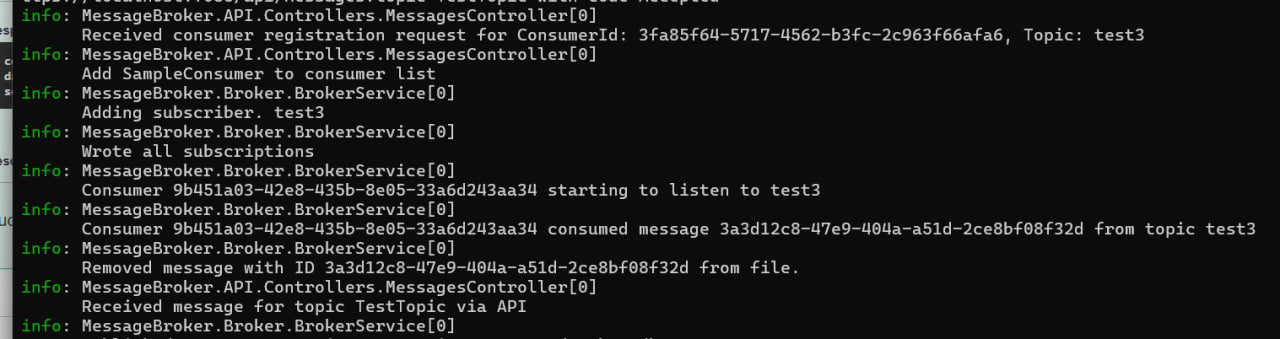 info: MessageBroker.API.Controllers.MessagesController[0]
Received consumer registration request for ConsumerId: 3fa85f64-5717-4562-b3fc-2c963f66afa6, Topic: test3
info: MessageBroker.API.Controllers.MessagesController[0]
Add SampleConsumer to consumer list
info: MessageBroker.Broker.BrokerService[0]
Adding subscriber. test3
info: MessageBroker.Broker.BrokerService[0]
Wrote all subscriptions
info: MessageBroker.Broker.BrokerService[0]
Consumer 9b451a03-42e8-435b-8e05-33a6d243aa34 starting to listen to test3
info: MessageBroker.Broker.BrokerService[0]
Consumer 9b451a03-42e8-435b-8e05-33a6d243aa34 consumed message 3a3d12c8-47e9-404a-a51d-2ce8bf08f32d from topic test3
info: MessageBroker.Broker.BrokerService[0]
Removed message with ID 3a3d12c8-47e9-404a-a51d-2ce8bf08f32d from file.
info: MessageBroker.API.Controllers.MessagesController[0]
Received message for topic TestTopic via API
info: MessageBroker.Broker.BrokerService[0]